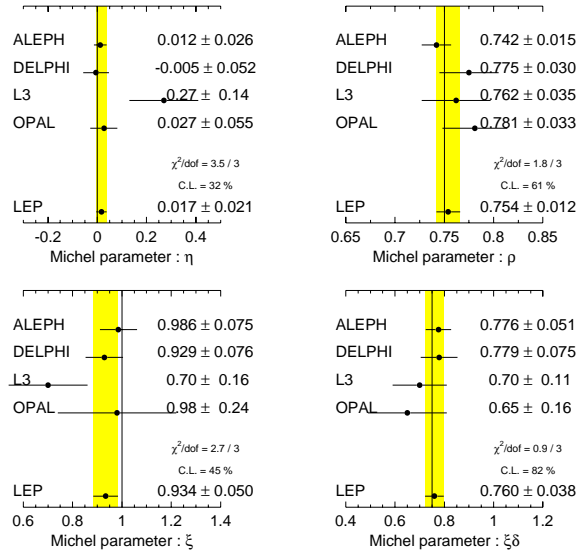 ALEPH 0.012 ± 0.026
DELPHI -0.005 ± 0.052
L3 0.27 ± 0.14
OPAL 0.027 ± 0.055
χ²/dof = 3.5 / 3
C.L. = 32 %
LEP 0.017 ± 0.021
-0.2 0 0.2 0.4
Michel parameter : η
ALEPH 0.742 ± 0.015
DELPHI 0.775 ± 0.030
L3 0.762 ± 0.035
OPAL 0.781 ± 0.033
χ²/dof = 1.8 / 3
C.L. = 61 %
LEP 0.754 ± 0.012
0.65 0.7 0.75 0.8 0.85
Michel parameter : ρ
ALEPH 0.986 ± 0.075
DELPHI 0.929 ± 0.076
L3 0.70 ± 0.16
OPAL 0.98 ± 0.24
χ²/dof = 2.7 / 3
C.L. = 45 %
LEP 0.934 ± 0.050
0.6 0.8 1 1.2 1.4
Michel parameter : ξ
ALEPH 0.776 ± 0.051
DELPHI 0.779 ± 0.075
L3 0.70 ± 0.11
OPAL 0.65 ± 0.16
χ²/dof = 0.9 / 3
C.L. = 82 %
LEP 0.760 ± 0.038
0.4 0.6 0.8 1 1.2
Michel parameter : ξδ